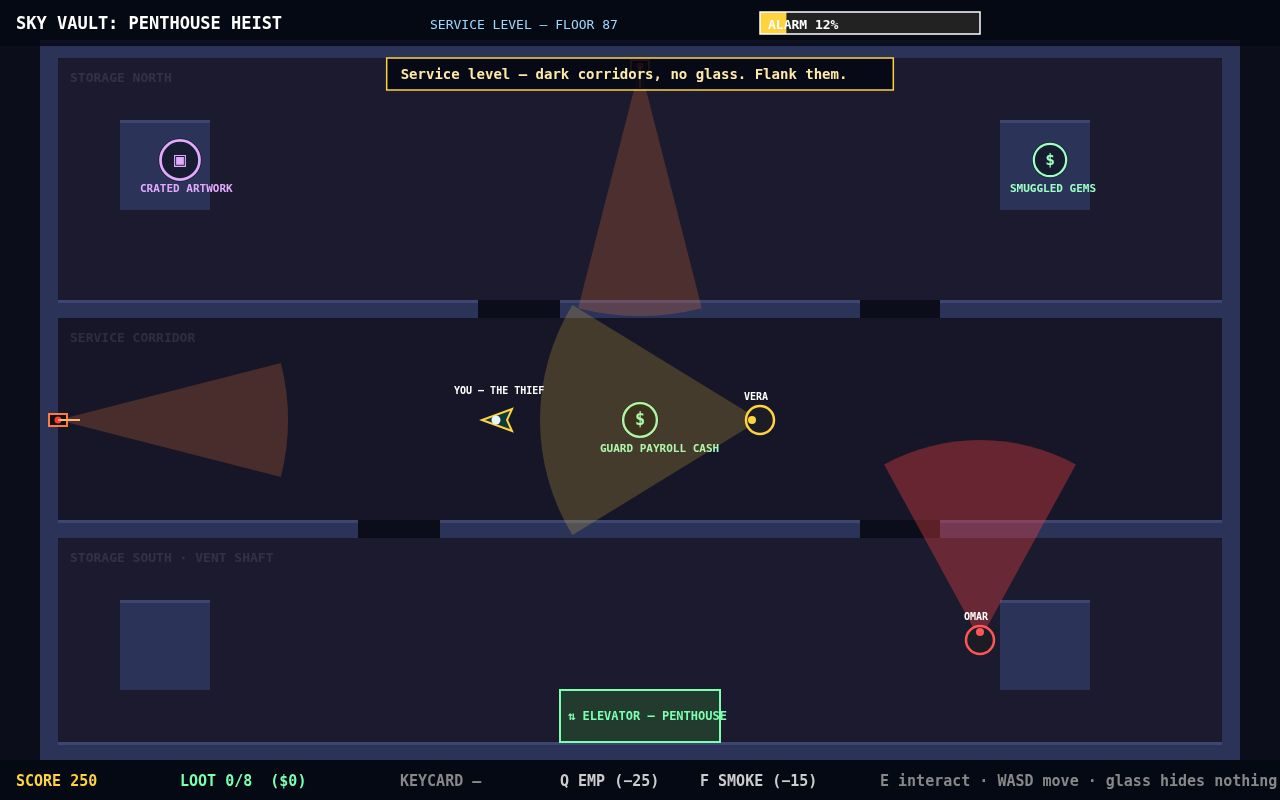 SKY VAULT: PENTHOUSE HEIST
SERVICE LEVEL — FLOOR 87
ALARM 12%
Service level — dark corridors, no glass. Flank them.
STORAGE NORTH
CRATED ARTWORK
$
SMUGGLED GEMS
SERVICE CORRIDOR
YOU — THE THIEF
VERA
$
GUARD PAYROLL CASH
STORAGE SOUTH · VENT SHAFT
OMAR
⇅ ELEVATOR — PENTHOUSE
SCORE 250
LOOT 0/8 ($0)
KEYCARD —
Q EMP (−25)
F SMOKE (−15)
E interact · WASD move · glass hides nothing